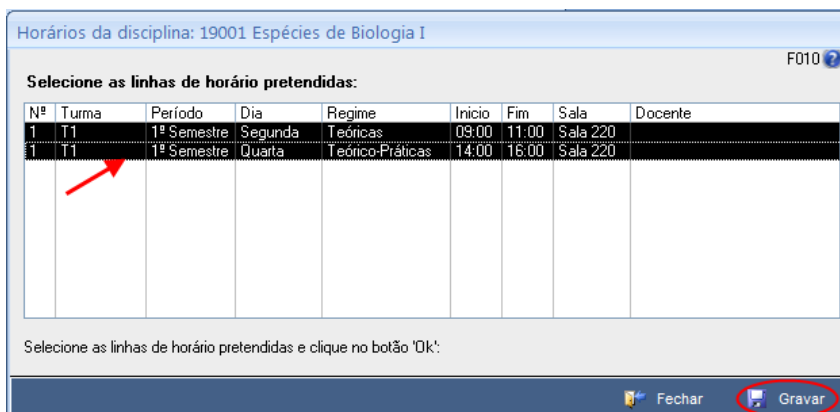 Horários da disciplina: 19001 Espécies de Biologia I
F010
Selecione as linhas de horário pretendidas:
Nº Turma Período Dia Regime Inicio Fim Sala Docente
1 T1 1º Semestre Segunda Teóricas 09:00 11:00 Sala 220
1 T1 1º Semestre Quarta Teórico-Práticas 14:00 16:00 Sala 220
Selecione as linhas de horário pretendidas e clique no botão 'Ok':
Fechar Gravar